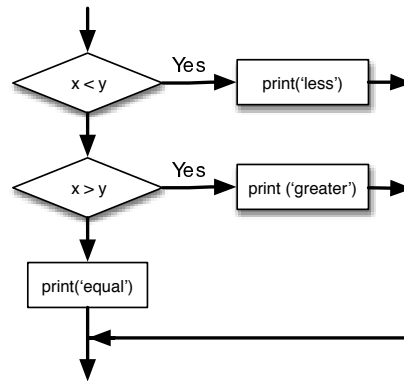 x < y
Yes
print(‘less’)
x > y
Yes
print (‘greater’)
print(‘equal’)